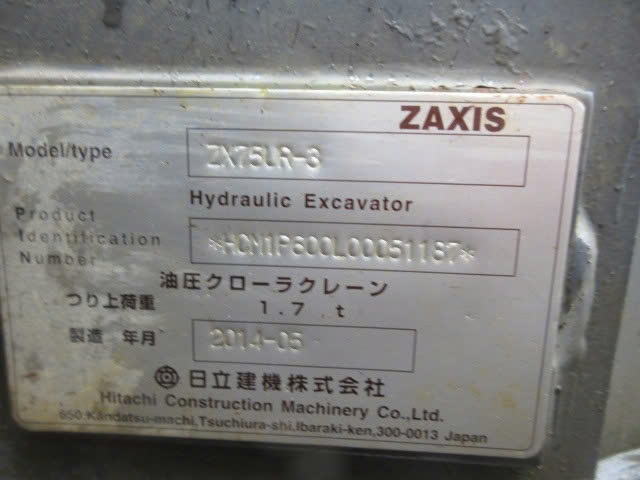 ZAXIS
Model/type ZX75UR-3
Hydraulic Excavator
Product
Identification
Number *HCM1P600L00051167*
油圧クローラクレーン
つり上荷重 1.7 t
製造 年月 2014-05
日立建機株式会社
Hitachi Construction Machinery Co.,Ltd.
650,Kandatsu-machi,Tsuchiura-shi,Ibaraki-ken,300-0013 Japan